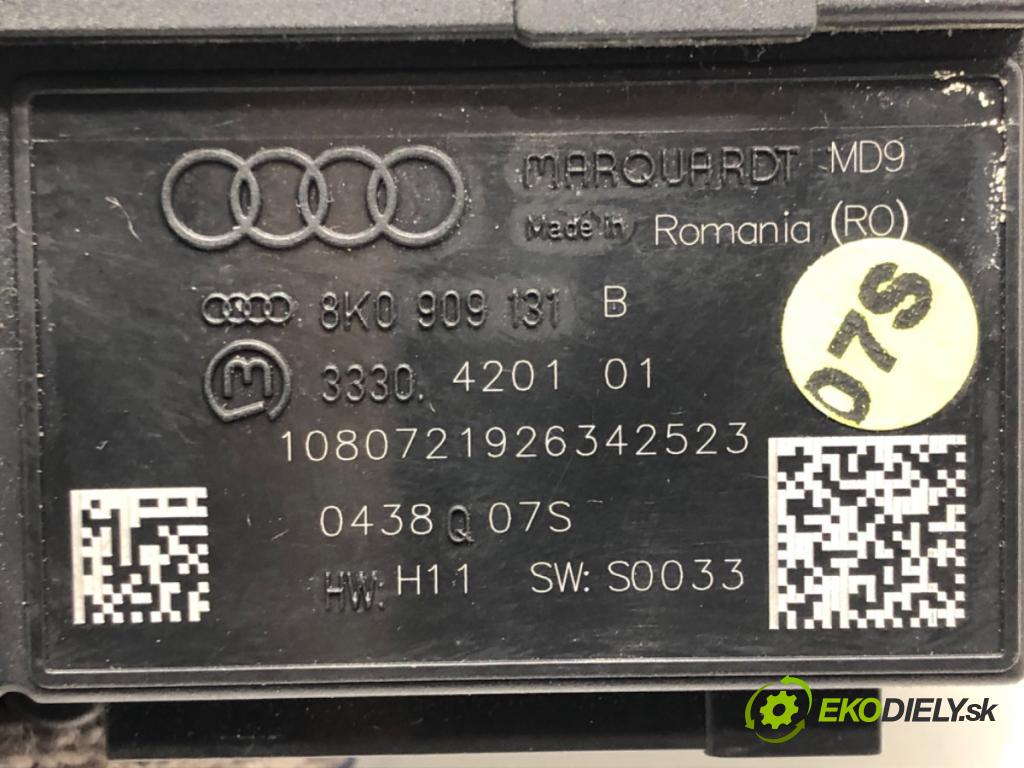 MARQUARDT MD9
Made in Romania (RO)
8K0 909 131 B
M 3330. 4201 01
1080721926342523
0438 Q 07S
HW: H11 SW: S0033
07S
EKODIELY.sk